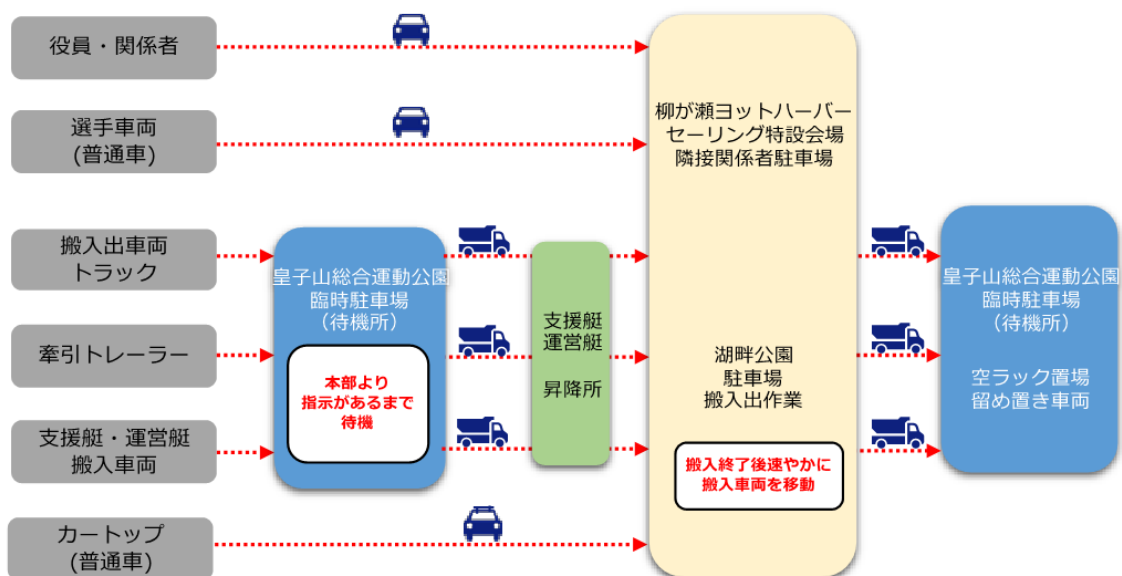 役員・関係者
選手車両
(普通車)
搬入出車両
トラック
牽引トレーラー
支援艇・運営艇
搬入車両
カートップ
(普通車)
皇子山総合運動公園
臨時駐車場
（待機所）
本部より
指示があるまで
待機
支援艇
運営艇
昇降所
柳が瀬ヨットハーバー
セーリング特設会場
隣接関係者駐車場
湖畔公園
駐車場
搬入出作業
搬入終了後速やかに
搬入車両を移動
皇子山総合運動公園
臨時駐車場
（待機所）
空ラック置場
留め置き車両